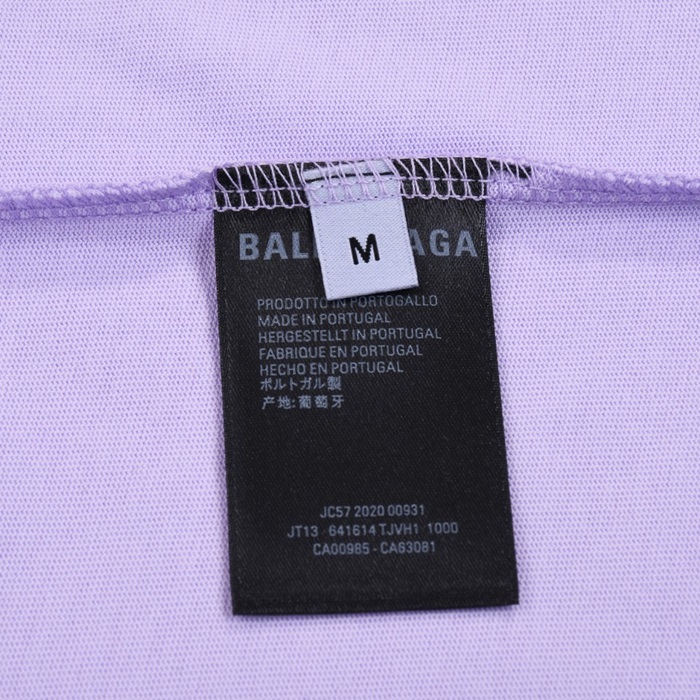 BAL AGA
M
PRODOTTO IN PORTOGALLO
MADE IN PORTUGAL
HERGESTELLT IN PORTUGAL
FABRIQUE EN PORTUGAL
HECHO EN PORTUGAL
ポルトガル製
产地:葡萄牙
JC57 2020 00931
JT13 641614 TJVH1 1000
CA00985 - CA63081